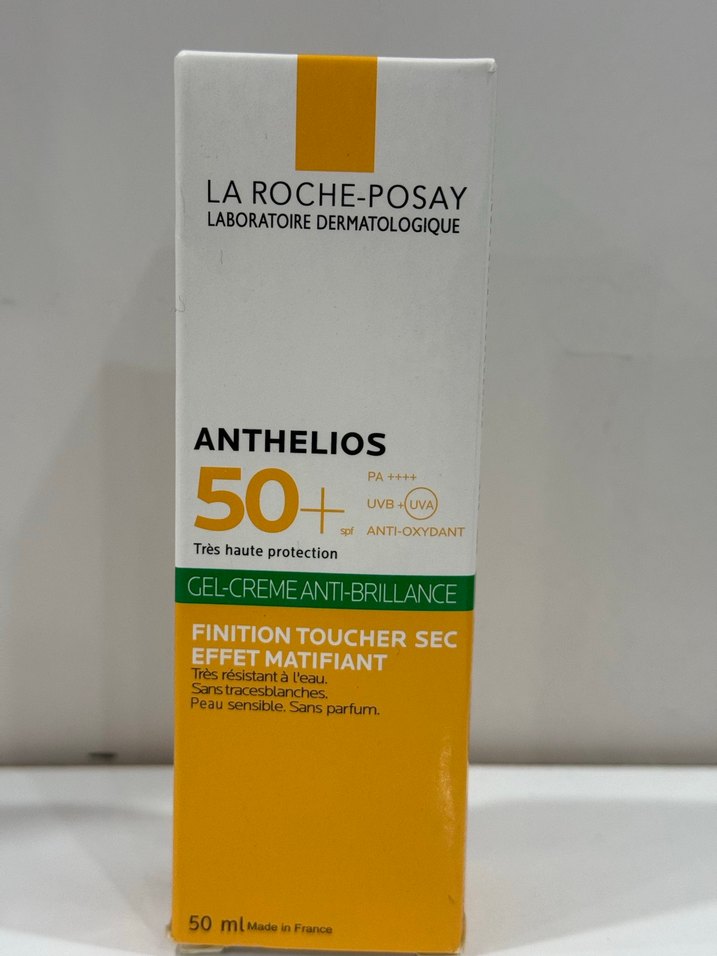 LA ROCHE-POSAY
LABORATOIRE DERMATOLOGIQUE
ANTHELIOS
50+ spf
PA ++++
UVB + UVA
ANTI-OXYDANT
Très haute protection
GEL-CREME ANTI-BRILLANCE
FINITION TOUCHER SEC
EFFET MATIFIANT
Très résistant à l'eau.
Sans tracesblanches.
Peau sensible. Sans parfum.
50 ml Made in France